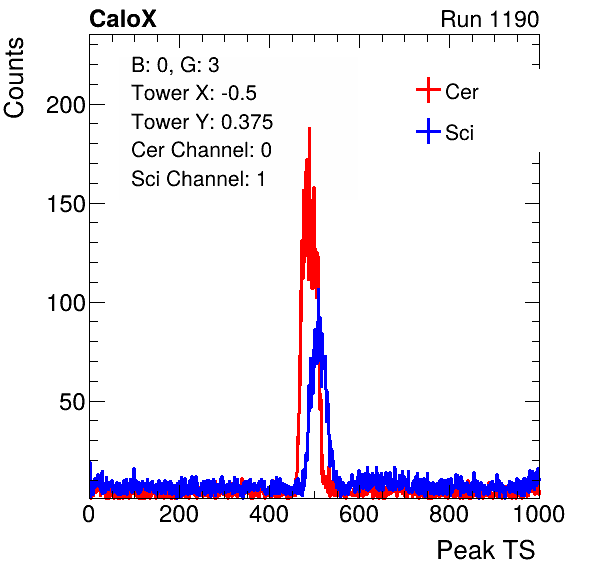 CaloX Run 1190
Counts
B: 0, G: 3
Tower X: -0.5
Tower Y: 0.375
Cer Channel: 0
Sci Channel: 1
Cer
Sci
200
150
100
50
0 200 400 600 800 1000
Peak TS